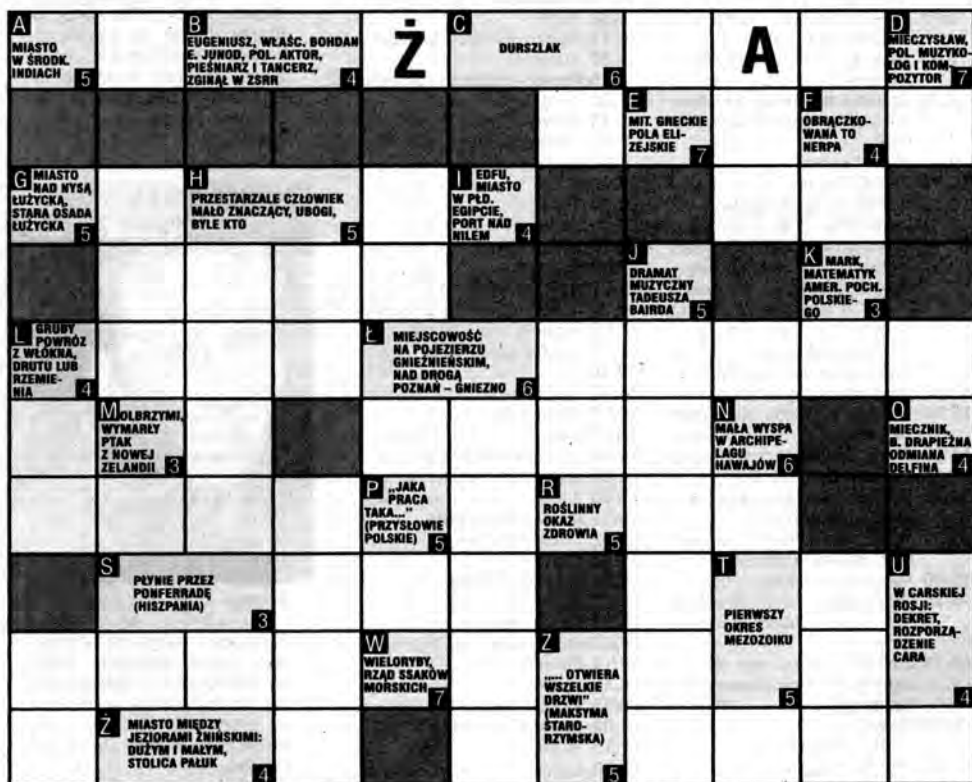 A
MIASTO
W ŚRODK.
INDIACH
5
B
EUGENIUSZ, WŁAŚC. BOHDAN
E. JUNOD, POL. AKTOR,
PIEŚNIARZ I TANCERZ,
ZGINĄŁ W ZSRR
4
Ż
C
DURSZLAK
6
A
D
MIECZYSŁAW,
POL. MUZYKO-
LOG I KOM-
POZYTOR
7
E
MIT. GRECKIE
POLA ELI-
ZEJSKIE
7
F
OBRĄCZKO-
WANA TO
NERPA
4
G MIASTO
NAD NYSĄ
ŁUŻYCKĄ,
STARA OSADA
ŁUŻYCKA
5
H
PRZESTARZALE CZŁOWIEK
MAŁO ZNACZĄCY, UBOGI,
BYLE KTO
5
I EDFU,
MIASTO
W PŁD.
EGIPCIE,
PORT NAD
NILEM
4
J
DRAMAT
MUZYCZNY
TADEUSZA
BAIRDA
5
K MARK,
MATEMATYK
AMER. POCH.
POLSKIE-
GO
3
L GRUBY
POWRÓZ
Z WŁÓKNA,
DRUTU LUB
RZEMIE-
NIA
4
Ł MIEJSCOWOŚĆ
NA POJEZIERZU
GNIEŹNIEŃSKIM,
NAD DROGĄ
POZNAŃ – GNIEZNO
6
M OLBRZYMI,
WYMARŁY
PTAK
Z NOWEJ
ZELANDII
3
N
MAŁA WYSPA
W ARCHIPE-
LAGU
HAWAJÓW
6
O
MIECZNIK,
B. DRAPIEŻNA
ODMIANA
DELFINA
4
P „JAKA
PRACA
TAKA..."
(PRZYSŁOWIE
POLSKIE)
5
R
ROŚLINNY
OKAZ
ZDROWIA
5
S
PŁYNIE PRZEZ
PONFERRADĘ
(HISZPANIA)
3
T
PIERWSZY
OKRES
MEZOZOIKU
5
U
W CARSKIEJ
ROSJI:
DEKRET,
ROZPORZĄ-
DZENIE
CARA
4
W
WIELORYBY,
RZĄD SSAKÓW
MORSKICH
7
Z
„... OTWIERA
WSZELKIE
DRZWI"
(MAKSYMA
STARO-
RZYMSKA)
5
Ż
MIASTO MIĘDZY
JEZIORAMI ŻNIŃSKIMI:
DUŻYM I MAŁYM,
STOLICA PAŁUK
4